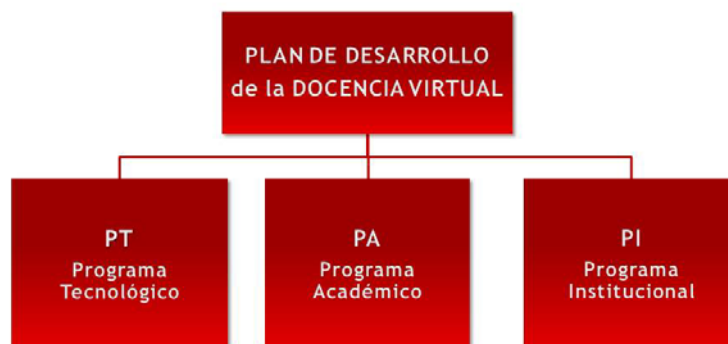 PLAN DE DESARROLLO
de la DOCENCIA VIRTUAL
PT
Programa
Tecnológico
PA
Programa
Académico
PI
Programa
Institucional